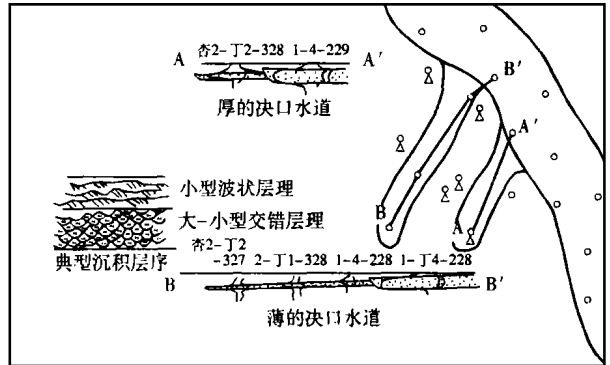 杏2-丁2-328 1-4-229
A A′
厚的决口水道
B′
A′
小型波状层理
大-小型交错层理
B A
典型沉积层序
杏2-丁2
-327 2-丁1-328 1-4-228 1-丁4-228
B B′
薄的决口水道